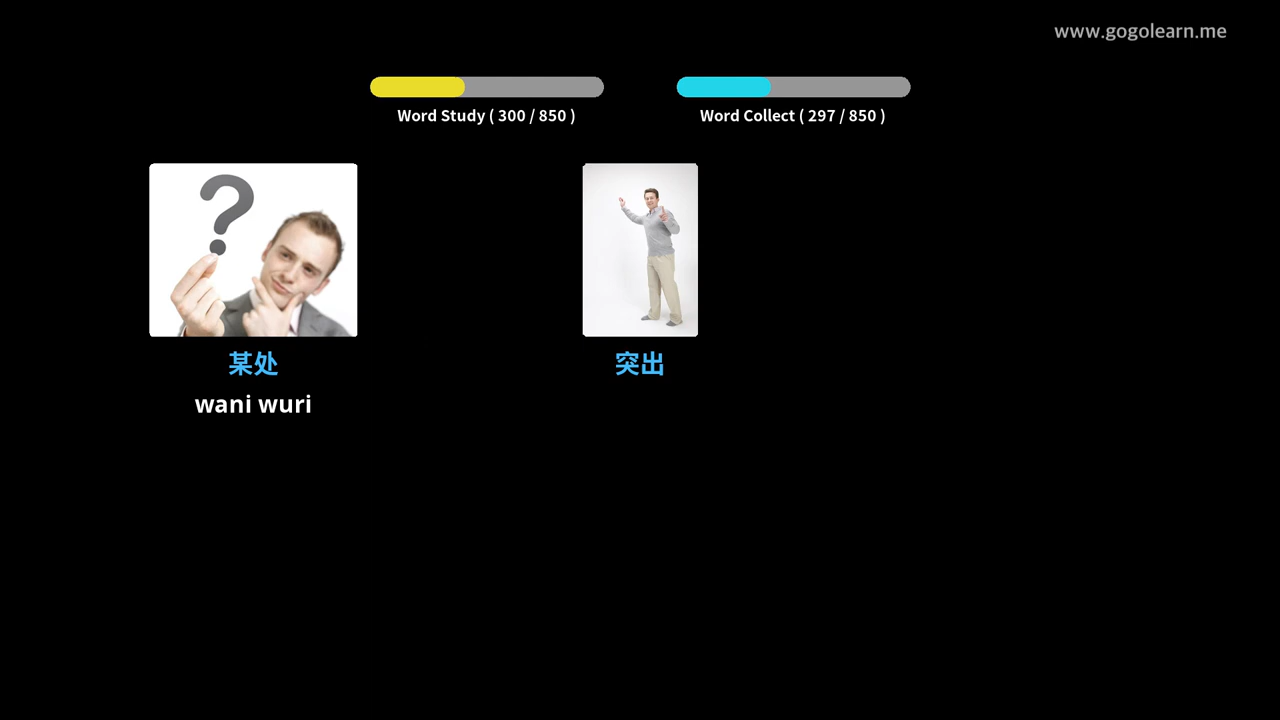 www.gogolearn.me
Word Study ( 300 / 850 )
Word Collect ( 297 / 850 )
?
某处
突出
wani wuri